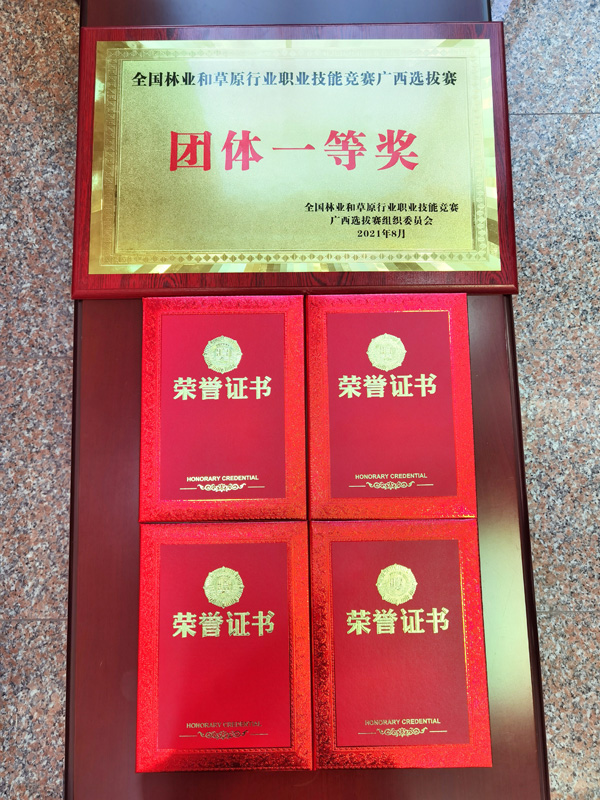 全国林业和草原行业职业技能竞赛广西选拔赛
团体一等奖
全国林业和草原行业职业技能竞赛
广西选拔赛组织委员会
2021年8月
荣誉证书
HONORARY CREDENTIAL
荣誉证书
HONORARY CREDENTIAL
荣誉证书
HONORARY CREDENTIAL
荣誉证书
HONORARY CREDENTIAL